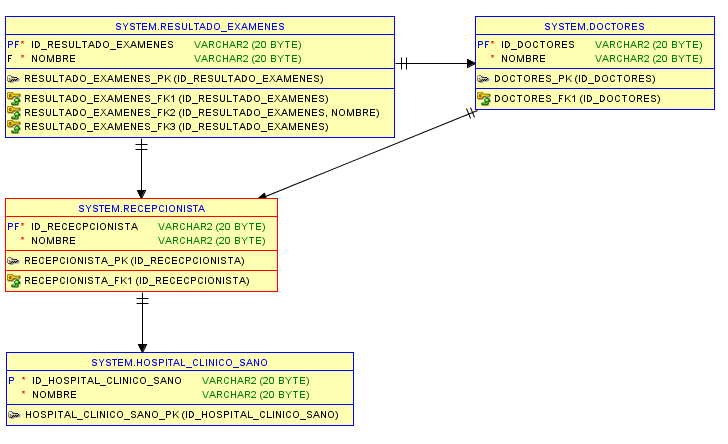 SYSTEM.RESULTADO_EXAMENES
PF* ID_RESULTADO_EXAMENES VARCHAR2 (20 BYTE)
F * NOMBRE VARCHAR2 (20 BYTE)
RESULTADO_EXAMENES_PK (ID_RESULTADO_EXAMENES)
RESULTADO_EXAMENES_FK1 (ID_RESULTADO_EXAMENES)
RESULTADO_EXAMENES_FK2 (ID_RESULTADO_EXAMENES, NOMBRE)
RESULTADO_EXAMENES_FK3 (ID_RESULTADO_EXAMENES)
SYSTEM.DOCTORES
PF* ID_DOCTORES VARCHAR2 (20 BYTE)
* NOMBRE VARCHAR2 (20 BYTE)
DOCTORES_PK (ID_DOCTORES)
DOCTORES_FK1 (ID_DOCTORES)
SYSTEM.RECEPCIONISTA
PF* ID_RECECPCIONISTA VARCHAR2 (20 BYTE)
* NOMBRE VARCHAR2 (20 BYTE)
RECEPCIONISTA_PK (ID_RECECPCIONISTA)
RECEPCIONISTA_FK1 (ID_RECECPCIONISTA)
SYSTEM.HOSPITAL_CLINICO_SANO
P * ID_HOSPITAL_CLINICO_SANO VARCHAR2 (20 BYTE)
* NOMBRE VARCHAR2 (20 BYTE)
HOSPITAL_CLINICO_SANO_PK (ID_HOSPITAL_CLINICO_SANO)